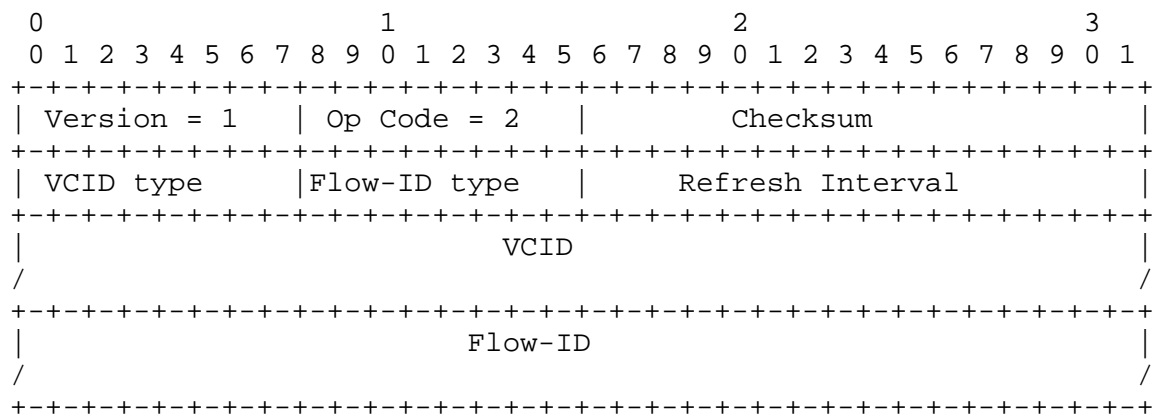 0                   1                   2                   3
 0 1 2 3 4 5 6 7 8 9 0 1 2 3 4 5 6 7 8 9 0 1 2 3 4 5 6 7 8 9 0 1
+-+-+-+-+-+-+-+-+-+-+-+-+-+-+-+-+-+-+-+-+-+-+-+-+-+-+-+-+-+-+-+-+
| Version = 1   | Op Code = 2   |        Checksum               |
+-+-+-+-+-+-+-+-+-+-+-+-+-+-+-+-+-+-+-+-+-+-+-+-+-+-+-+-+-+-+-+-+
| VCID type     |Flow-ID type   |     Refresh Interval          |
+-+-+-+-+-+-+-+-+-+-+-+-+-+-+-+-+-+-+-+-+-+-+-+-+-+-+-+-+-+-+-+-+
|                           VCID                                |
/                                                               /
+-+-+-+-+-+-+-+-+-+-+-+-+-+-+-+-+-+-+-+-+-+-+-+-+-+-+-+-+-+-+-+-+
|                         Flow-ID                               |
/                                                               /
+-+-+-+-+-+-+-+-+-+-+-+-+-+-+-+-+-+-+-+-+-+-+-+-+-+-+-+-+-+-+-+-+